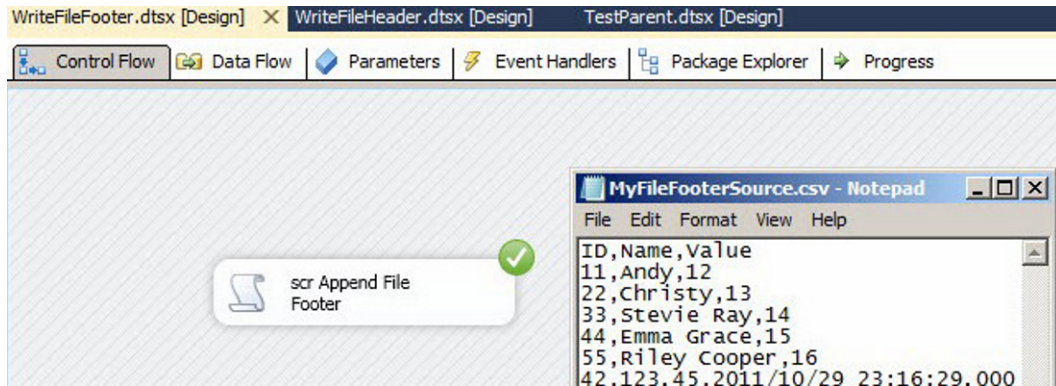 WriteFileFooter.dtsx [Design] WriteFileHeader.dtsx [Design] TestParent.dtsx [Design]
Control Flow Data Flow Parameters Event Handlers Package Explorer Progress
scr Append File
Footer
MyFileFooterSource.csv - Notepad
File Edit Format View Help
ID,Name,Value
11,Andy,12
22,Christy,13
33,Stevie Ray,14
44,Emma Grace,15
55,Riley Cooper,16
42,123.45,2011/10/29 23:16:29.000